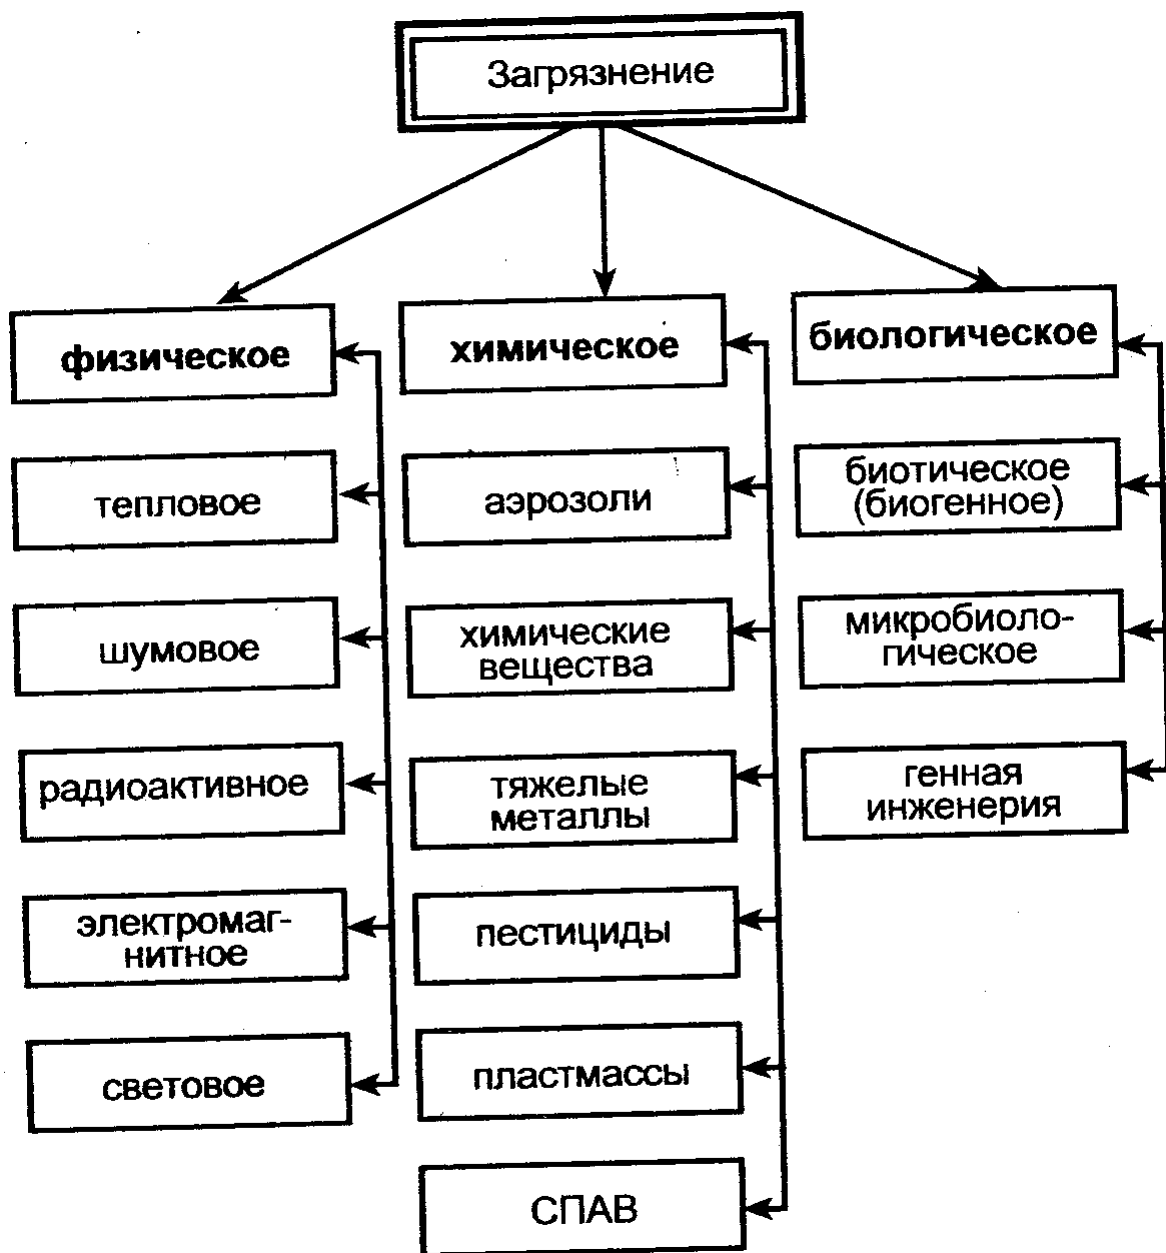 Загрязнение
физическое
химическое
биологическое
тепловое
аэрозоли
биотическое
(биогенное)
шумовое
химические
вещества
микробиоло-
гическое
радиоактивное
тяжелые
металлы
генная
инженерия
электромаг-
нитное
пестициды
световое
пластмассы
СПАВ